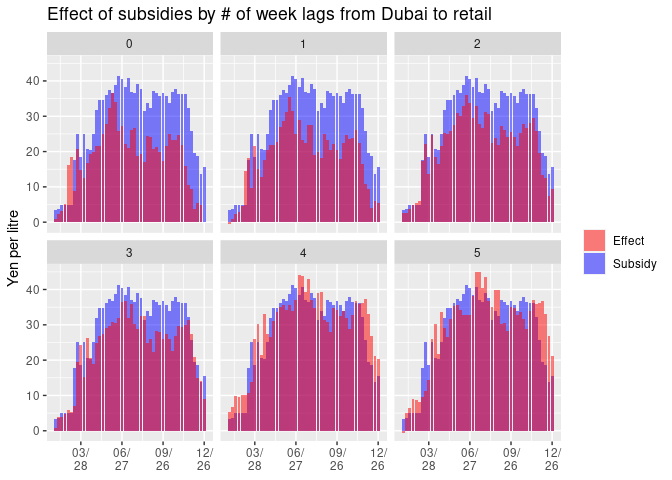 Effect of subsidies by # of week lags from Dubai to retail
0 1 2
40
30
20
10
0
Yen per litre
Effect
Subsidy
3 4 5
40
30
20
10
0
03/ 06/ 09/ 12/ 03/ 06/ 09/ 12/ 03/ 06/ 09/ 12/
28 27 26 26 28 27 26 26 28 27 26 26